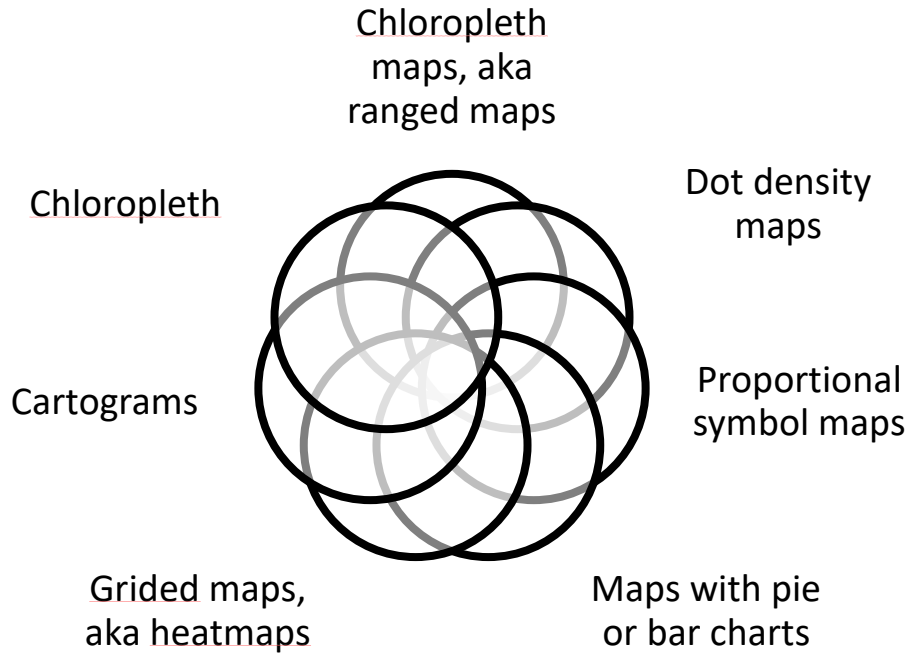 Chloropleth
maps, aka
ranged maps
Dot density
maps
Proportional
symbol maps
Maps with pie
or bar charts
Grided maps,
aka heatmaps
Cartograms
Chloropleth